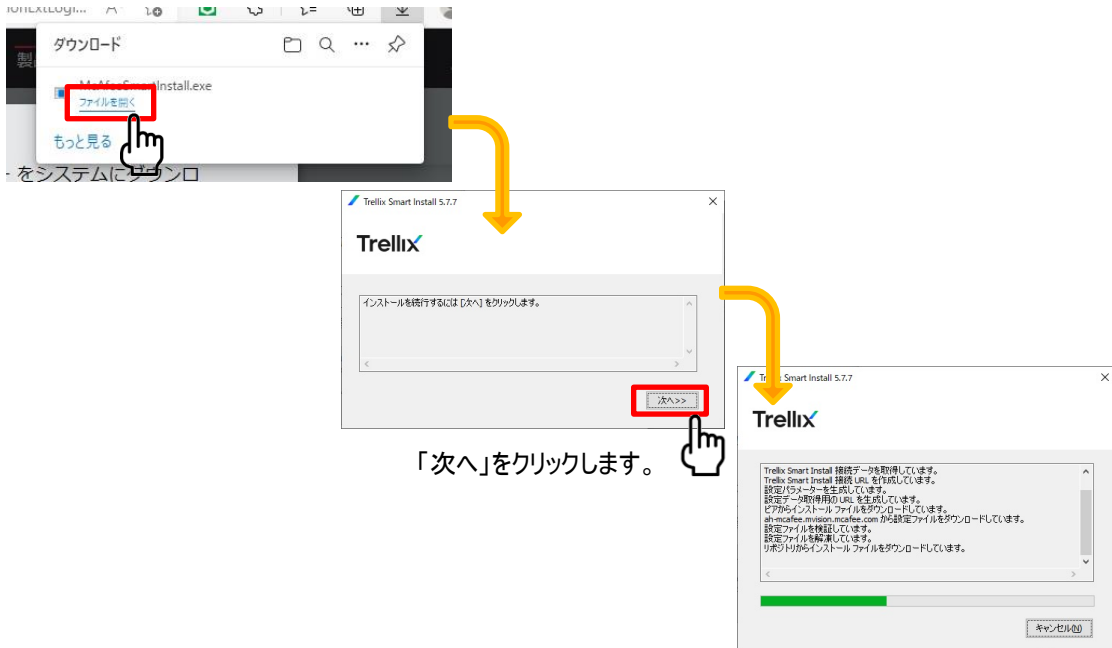 ダウンロード
McAfeeSmartInstall.exe
ファイルを開く
もっと見る
をシステムにダウンロ
Trellix Smart Install 5.7.7
Trellix
インストールを続行するには [次へ] をクリックします。
次へ>>
「次へ」をクリックします。
Smart Install 5.7.7
Trellix
Trellix Smart Install 接続データを取得しています。
Trellix Smart Install 接続 URL を作成しています。
設定パラメーターを生成しています。
設定データ取得用の URL を生成しています。
ピアからインストール ファイルをダウンロードしています。
ah-mcafee.mvision.mcafee.com から設定ファイルをダウンロードしています。
設定ファイルを検証しています。
設定ファイルを解凍しています。
リポジトリからインストール ファイルをダウンロードしています。
キャンセル(N)